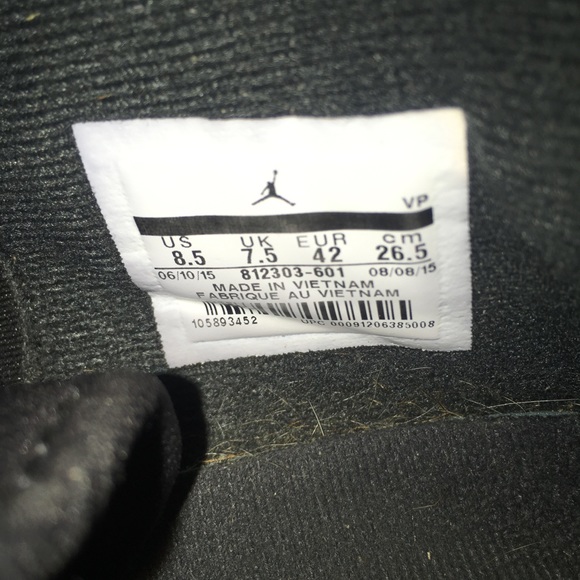 VP
US UK EUR cm
8.5 7.5 42 26.5
06/10/15 812303-601 08/08/15
MADE IN VIETNAM
FABRIQUE AU VIETNAM
105893452 UPC 00091206385008